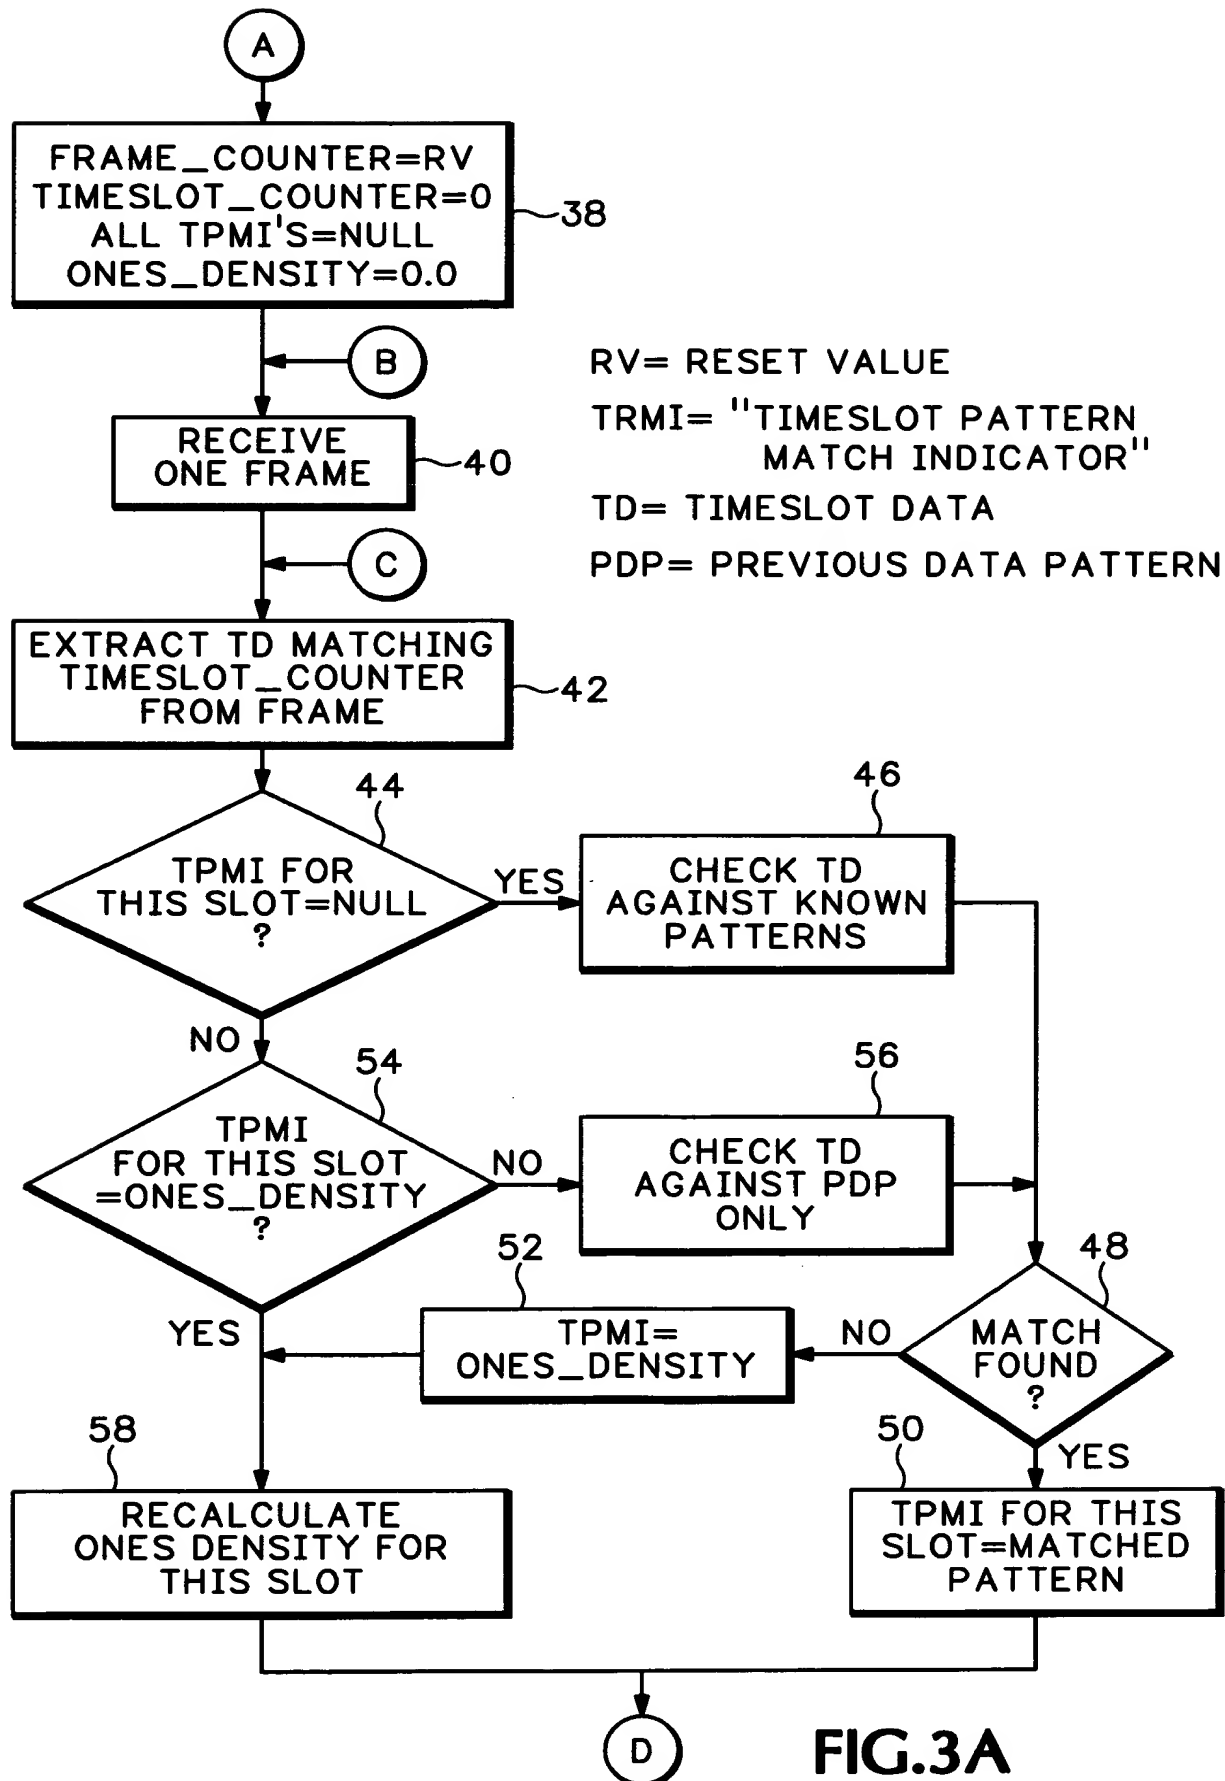 A
FRAME_COUNTER=RV
TIMESLOT_COUNTER=0
ALL TPMI'S=NULL
ONES_DENSITY=0.0
38
B
RV= RESET VALUE
TRMI= "TIMESLOT PATTERN
MATCH INDICATOR"
TD= TIMESLOT DATA
PDP= PREVIOUS DATA PATTERN
RECEIVE
ONE FRAME
40
C
EXTRACT TD MATCHING
TIMESLOT_COUNTER
FROM FRAME
42
44
TPMI FOR
THIS SLOT=NULL
?
YES
46
CHECK TD
AGAINST KNOWN
PATTERNS
NO
54
TPMI
FOR THIS SLOT
=ONES_DENSITY
?
NO
56
CHECK TD
AGAINST PDP
ONLY
YES
52
TPMI=
ONES_DENSITY
NO
48
MATCH
FOUND
?
YES
58
RECALCULATE
ONES DENSITY FOR
THIS SLOT
50
TPMI FOR THIS
SLOT=MATCHED
PATTERN
D
FIG.3A